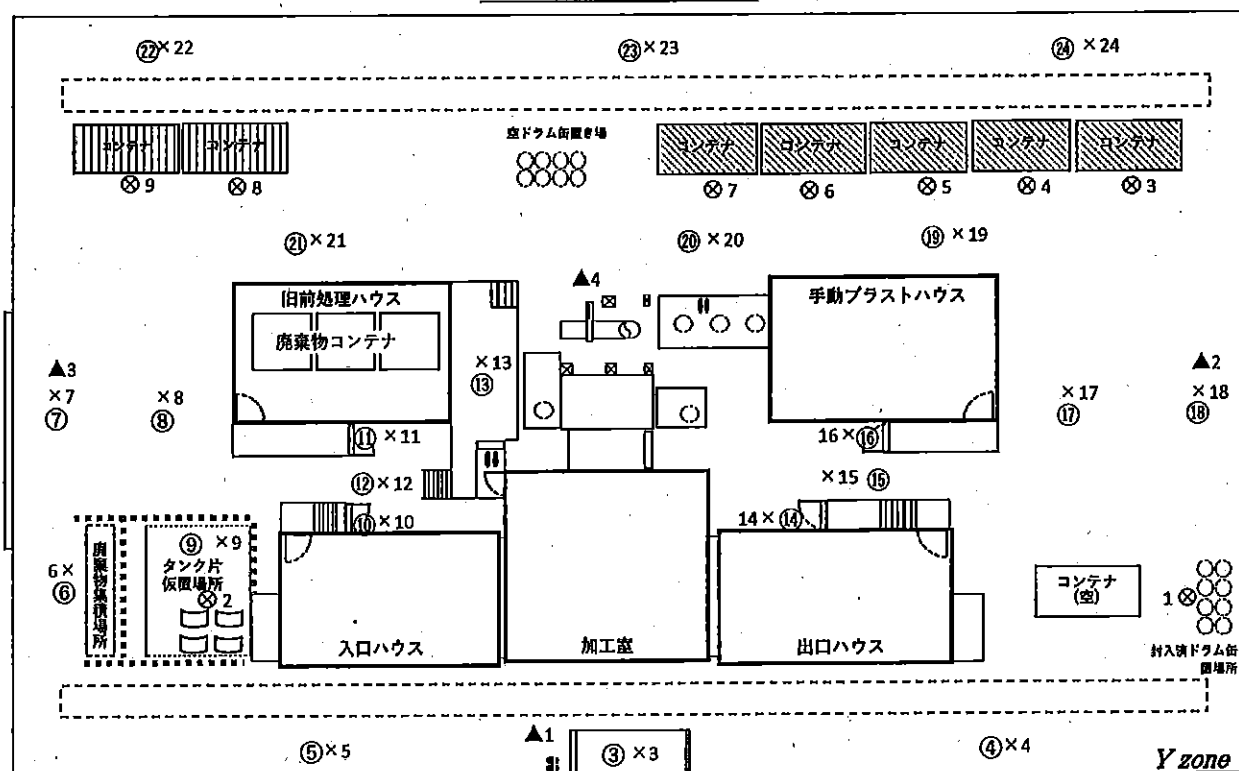 ㉒×22 ㉓×23 ㉔×24
コンテナ コンテナ 空ドラム缶置き場 コンテナ コンテナ コンテナ コンテナ コンテナ
⊗9 ⊗8 ⊗7 ⊗6 ⊗5 ⊗4 ⊗3
㉑×21 ⑳×20 ⑲×19
▲4
旧前処理ハウス 手動ブラストハウス
廃棄物コンテナ
▲3 ×13 ▲2
×7 ×8 ⑬ ×17 ×18
⑦ ⑧ ⑰ ⑱
⑪×11 16×⑯
⑫×12 ×15⑮
⑩×10 14×⑭
⑨ ×9
廃棄物集積場所
6×
⑥
タンク片
仮置場所
⊗2
コンテナ
(空)
1⊗
入口ハウス 加工室 出口ハウス
封入済ドラム缶
置場所
▲1
⑤×5 ③×3 ④×4
Y zone